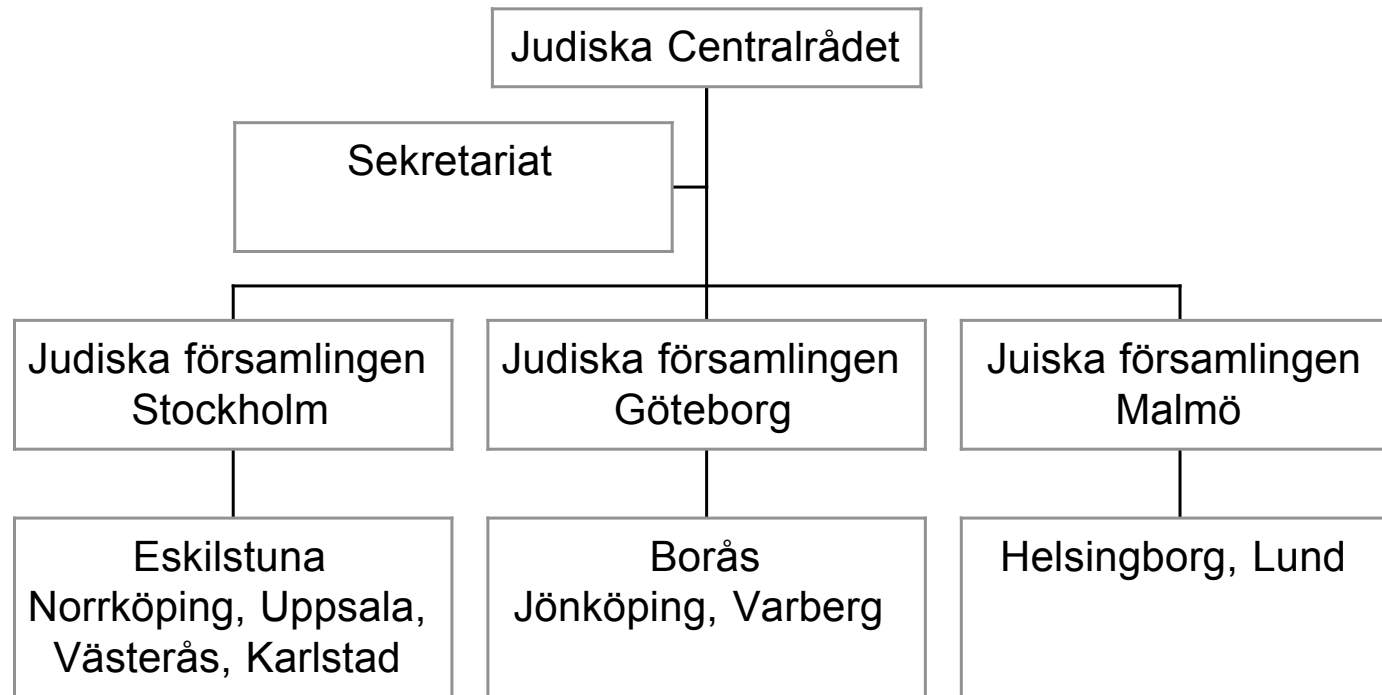 Judiska Centralrådet
Sekretariat
Judiska församlingen
Stockholm
Judiska församlingen
Göteborg
Juiska församlingen
Malmö
Eskilstuna
Norrköping, Uppsala,
Västerås, Karlstad
Borås
Jönköping, Varberg
Helsingborg, Lund